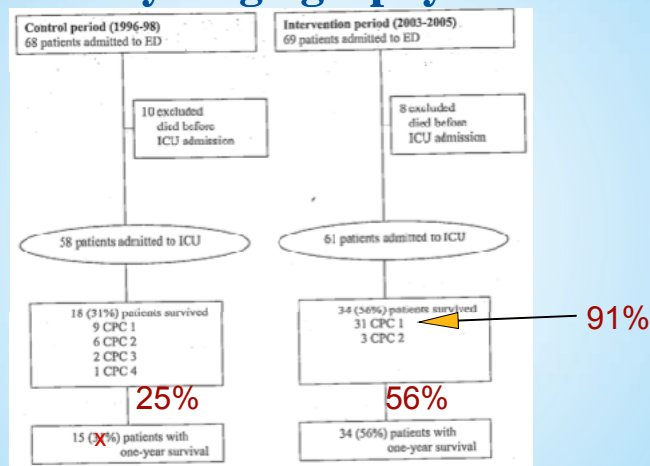 Control period (1996-98)
68 patients admitted to ED
Intervention period (2003-2005)
69 patients admitted to ED
10 excluded
died before
ICU admission
8 excluded
died before
ICU admission
58 patients admitted to ICU
61 patients admitted to ICU
18 (31%) patients survived
9 CPC 1
6 CPC 2
2 CPC 3
1 CPC 4
34 (56%) patients survived
31 CPC 1
3 CPC 2
91%
25%
56%
15 patients with
one-year survival
34 (56%) patients with
one-year survival